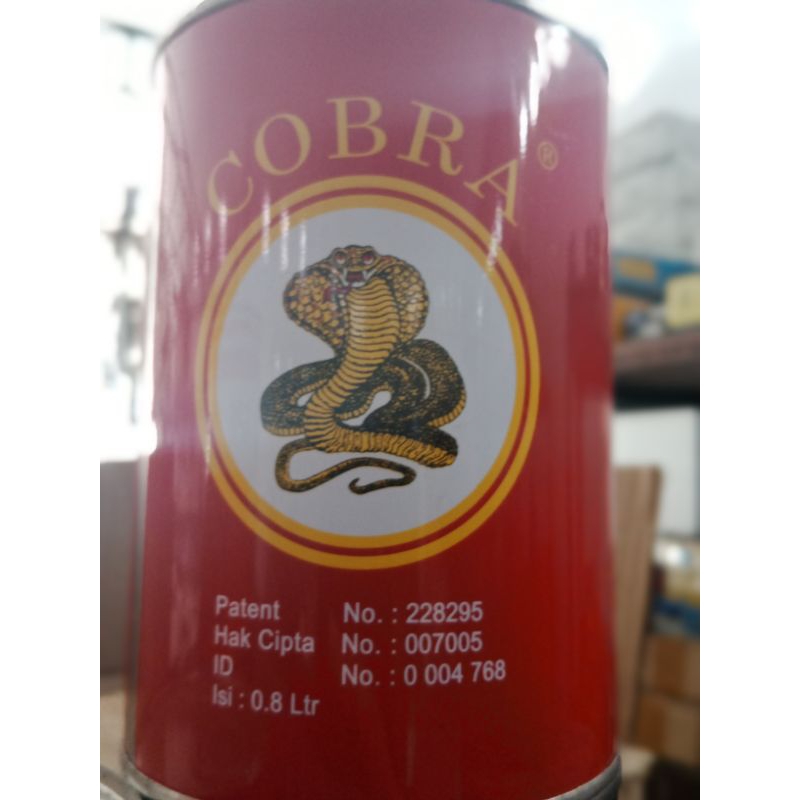 COBRA ®
Patent No. : 228295
Hak Cipta No. : 007005
ID No. : 0 004 768
Isi : 0.8 Ltr